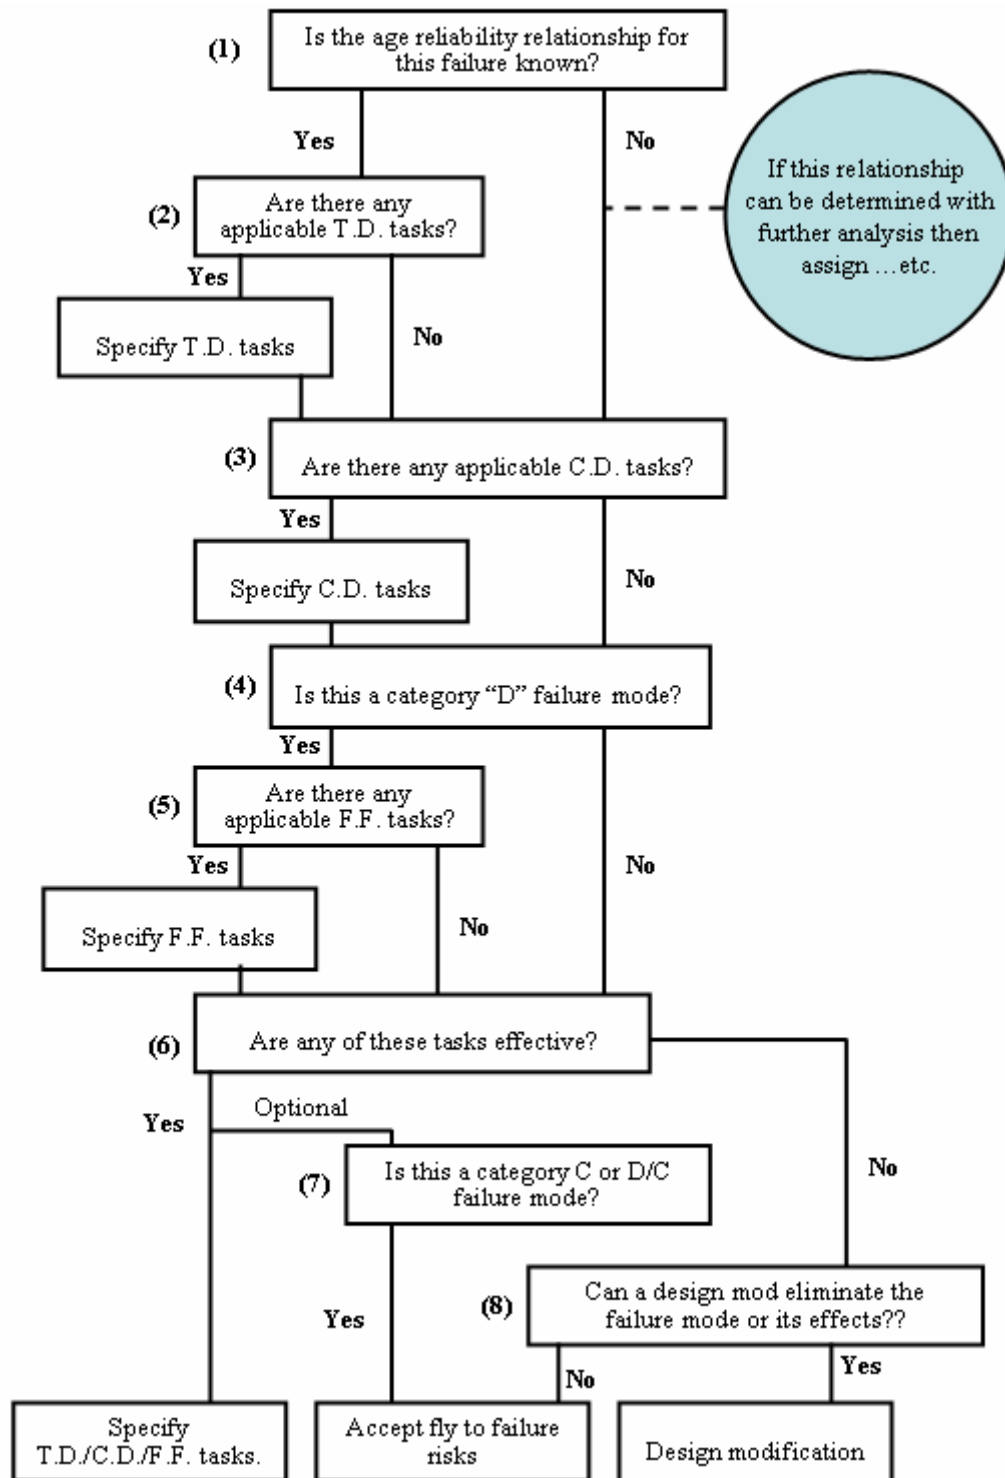 (1)
Is the age reliability relationship for
this failure known?
Yes
No
If this relationship
can be determined with
further analysis then
assign ...etc.
(2)
Are there any
applicable T.D. tasks?
Yes
No
Specify T.D. tasks
(3)
Are there any applicable C.D. tasks?
Yes
No
Specify C.D. tasks
(4)
Is this a category “D” failure mode?
Yes
No
(5)
Are there any
applicable F.F. tasks?
Yes
No
Specify F.F. tasks
(6)
Are any of these tasks effective?
Yes
Optional
No
(7)
Is this a category C or D/C
failure mode?
Yes
(8)
Can a design mod eliminate the
failure mode or its effects??
No
Yes
Specify
T.D./C.D./F.F. tasks.
Accept fly to failure
risks
Design modification